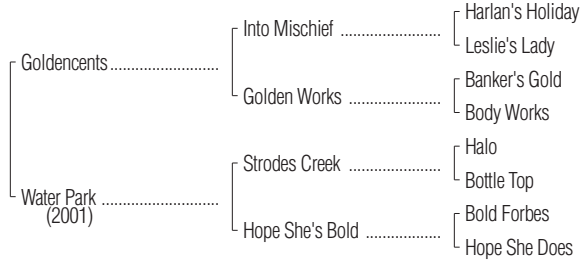 Harlan's Holiday
Into Mischief ..................
Leslie's Lady
Goldencents....................
Banker's Gold
Golden Works ................
Body Works
Halo
Strodes Creek ................
Bottle Top
Water Park .....................
(2001)
Bold Forbes
Hope She's Bold .............
Hope She Does